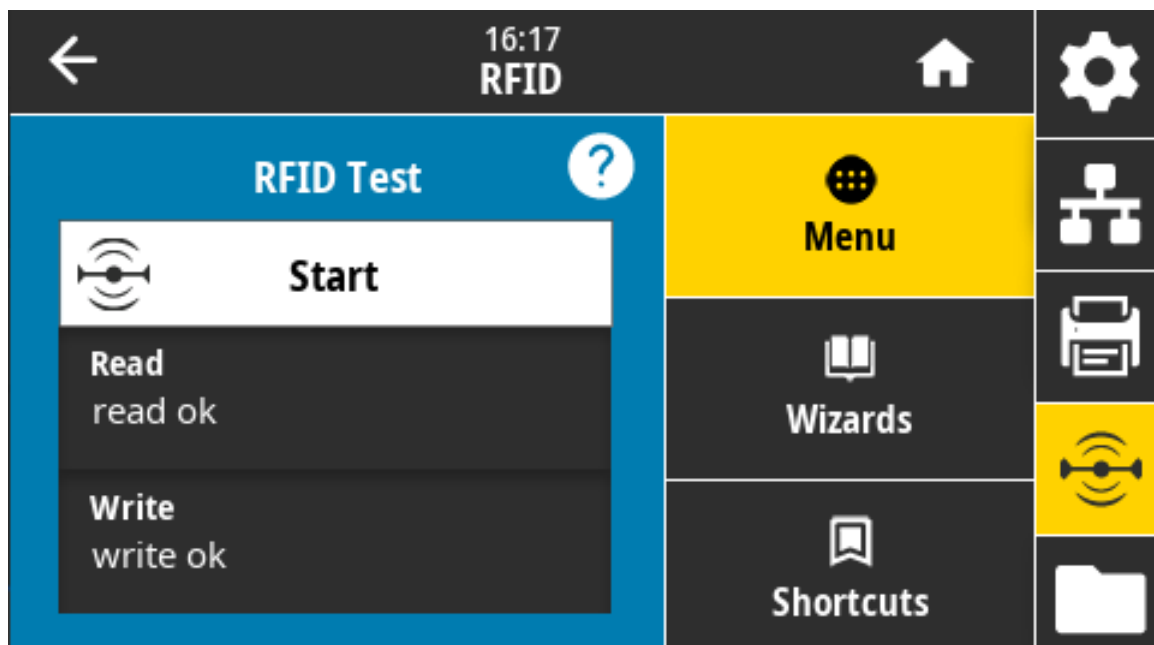 16:17
RFID
RFID Test
?
Start
Read
read ok
Write
write ok
Menu
Wizards
Shortcuts